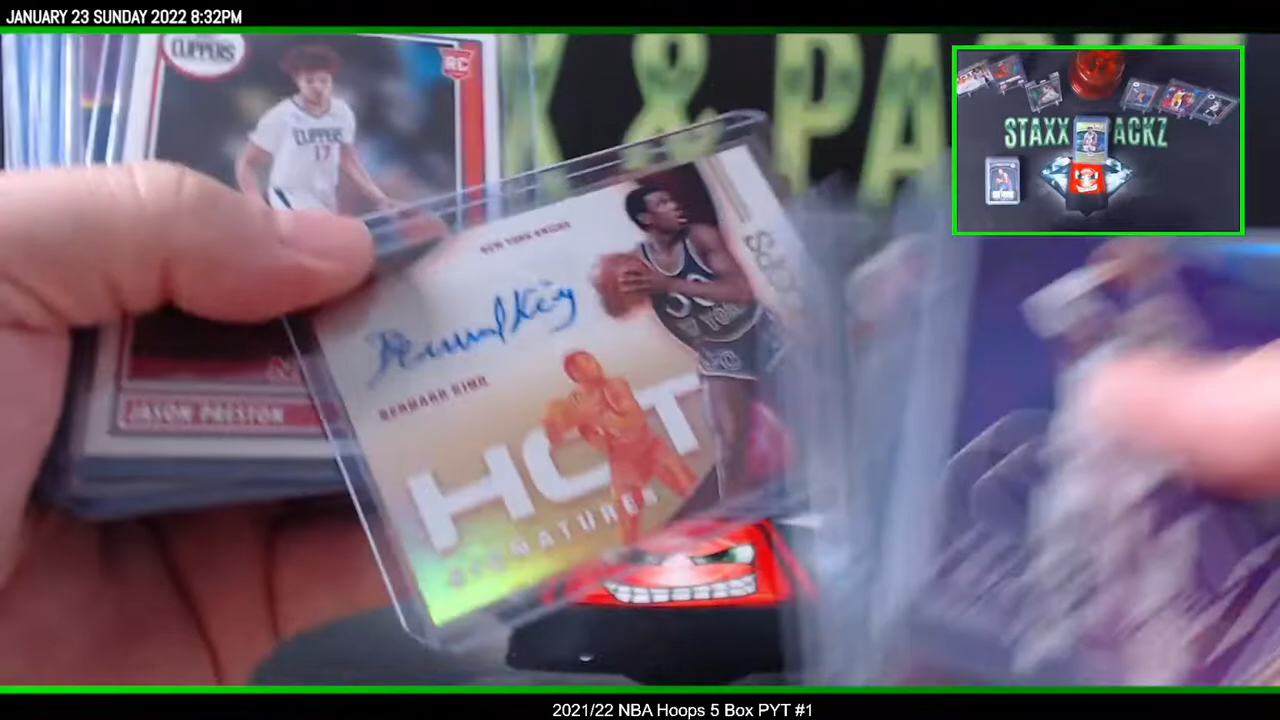 JANUARY 23 SUNDAY 2022 8:32PM
CLIPPERS
RC
CLIPPERS
17
JASON PRESTON
NEW YORK KNICKS
Bernard King
BERNARD KING
HOT
SIGNATURES
K & PA
STAXX
ACKZ
2021/22 NBA Hoops 5 Box PYT #1